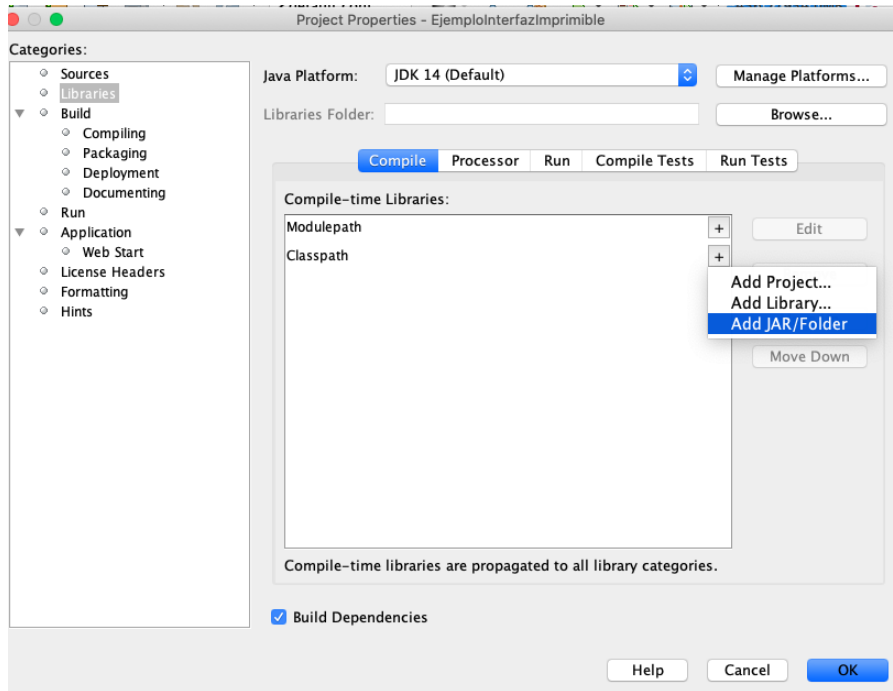 Project Properties - EjemploInterfazImprimible
Categories:
Sources
Libraries
Build
Compiling
Packaging
Deployment
Documenting
Run
Application
Web Start
License Headers
Formatting
Hints
Java Platform:
JDK 14 (Default)
Manage Platforms...
Libraries Folder:
Browse...
Compile Processor Run Compile Tests Run Tests
Compile-time Libraries:
Modulepath
+
Edit
Classpath
+
Add Project...
Add Library...
Add JAR/Folder
Move Down
Compile-time libraries are propagated to all library categories.
Build Dependencies
Help Cancel OK